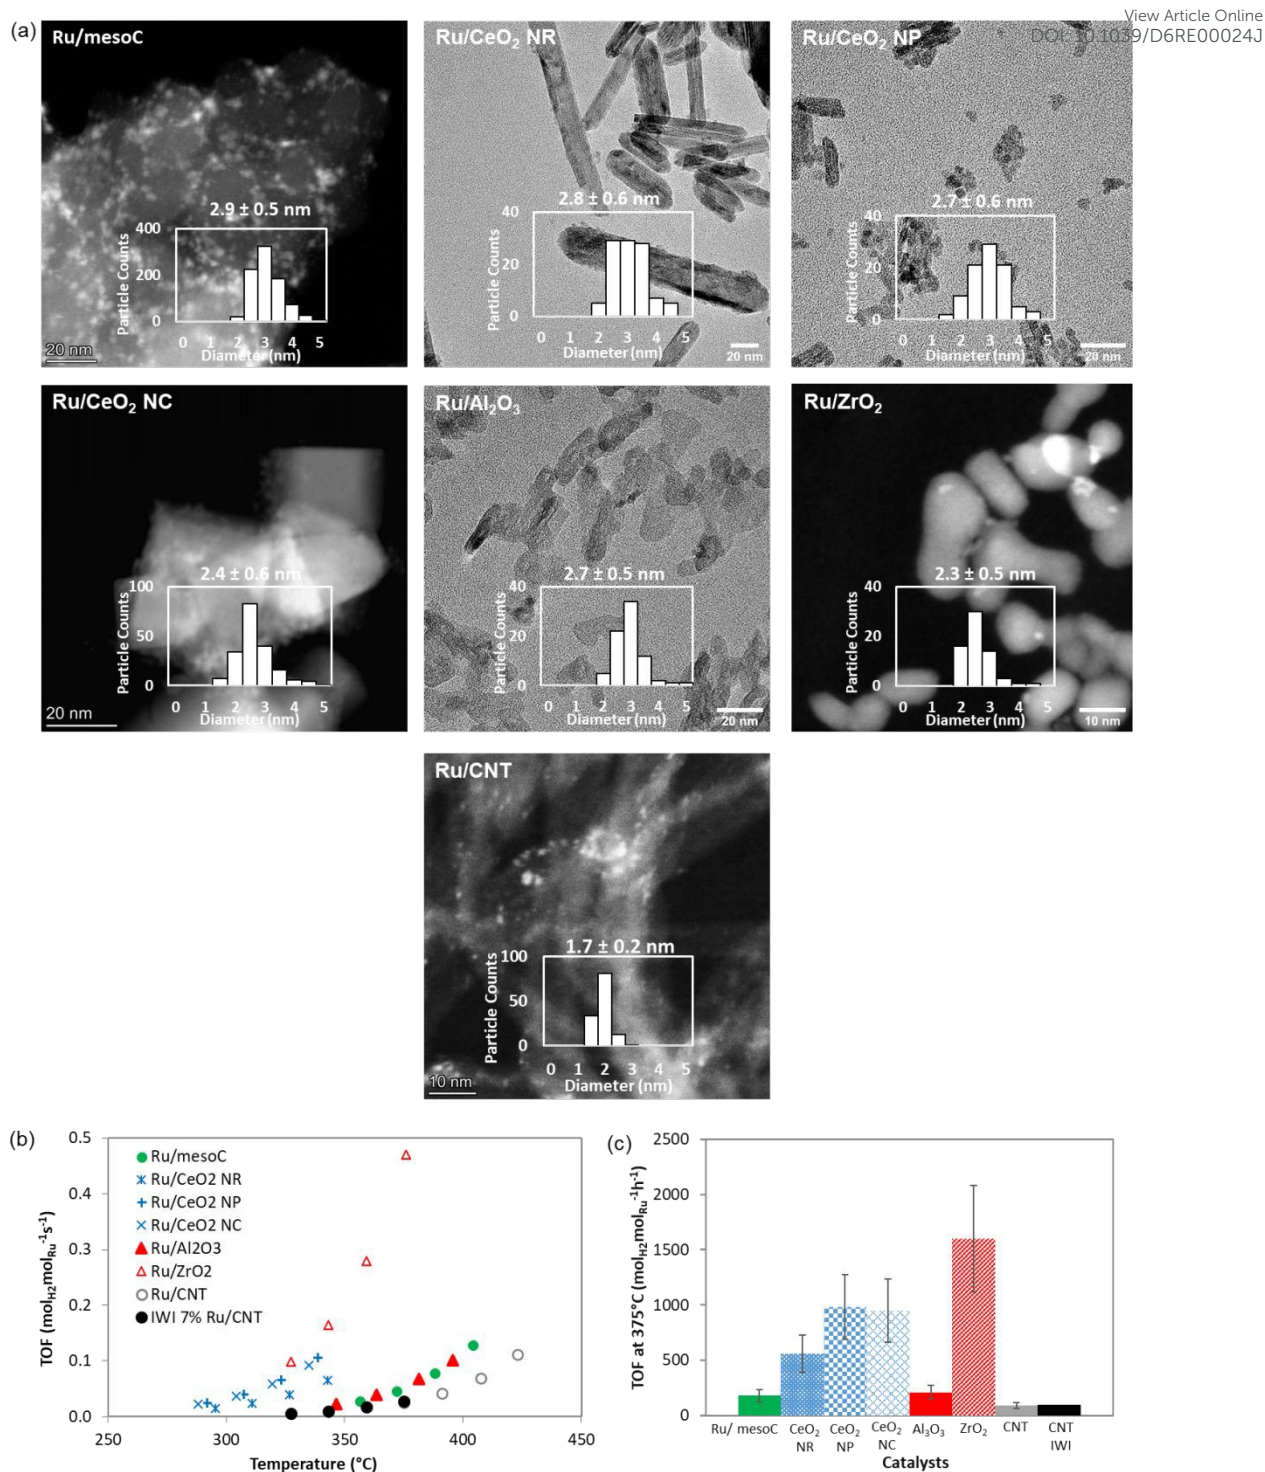 View Article Online
DOI: 10.1039/D6RE00024J
(a)
Ru/mesoC
2.9 ± 0.5 nm
400
200
0
Particle Counts
0 1 2 3 4 5
Diameter (nm)
20 nm
Ru/CeO2 NR
2.8 ± 0.6 nm
40
20
0
Particle Counts
0 1 2 3 4 5
Diameter (nm)
20 nm
Ru/CeO2 NP
2.7 ± 0.6 nm
40
20
0
Particle Counts
0 1 2 3 4 5
Diameter (nm)
20 nm
Ru/CeO2 NC
2.4 ± 0.6 nm
100
50
0
Particle Counts
0 1 2 3 4 5
Diameter (nm)
20 nm
Ru/Al2O3
2.7 ± 0.5 nm
40
20
0
Particle Counts
0 1 2 3 4 5
Diameter (nm)
20 nm
Ru/ZrO2
2.3 ± 0.5 nm
40
20
0
Particle Counts
0 1 2 3 4 5
Diameter (nm)
10 nm
Ru/CNT
1.7 ± 0.2 nm
100
50
0
Particle Counts
0 1 2 3 4 5
Diameter (nm)
10 nm
(b)
0.5
0.4
0.3
0.2
0.1
0.0
TOF (molH2molRu-1s-1)
Ru/mesoC
Ru/CeO2 NR
Ru/CeO2 NP
Ru/CeO2 NC
Ru/Al2O3
Ru/ZrO2
Ru/CNT
IWI 7% Ru/CNT
250 300 350 400 450
Temperature (°C)
(c)
2500
2000
1500
1000
500
0
TOF at 375°C (molH2molRu-1h-1)
Ru/ mesoC CeO2 CeO2 CeO2 Al3O3 ZrO2 CNT CNT
NR NP NC IWI
Catalysts